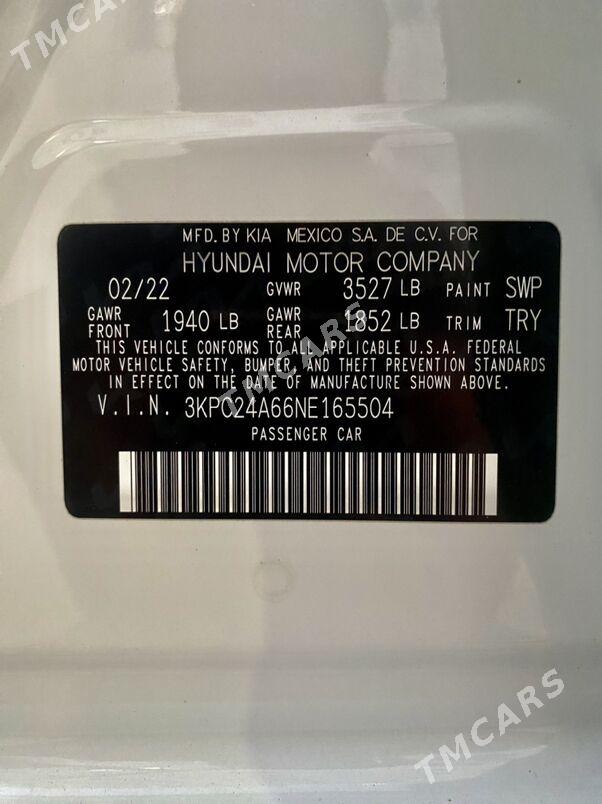 TMCARS
MFD. BY KIA MEXICO S.A. DE C.V. FOR
HYUNDAI MOTOR COMPANY
02/22 GVWR 3527 LB PAINT SWP
GAWR FRONT 1940 LB GAWR REAR 1852 LB TRIM TRY
THIS VEHICLE CONFORMS TO ALL APPLICABLE U.S.A. FEDERAL
MOTOR VEHICLE SAFETY, BUMPER, AND THEFT PREVENTION STANDARDS
IN EFFECT ON THE DATE OF MANUFACTURE SHOWN ABOVE.
TMCARS
V.I.N. 3KPC24A66NE165504
PASSENGER CAR
TMCARS